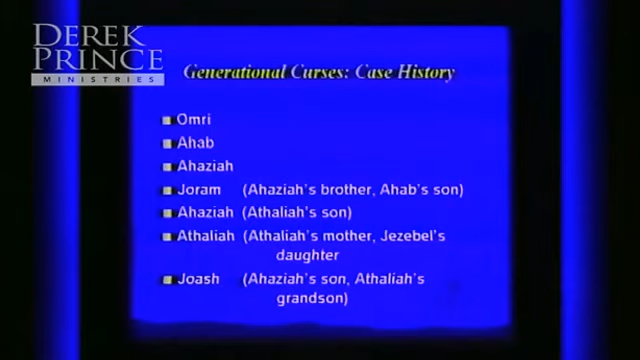 DEREK
PRINCE
MINISTRIES
Generational Curses: Case History
Omri
Ahab
Ahaziah
Joram (Ahaziah's brother, Ahab's son)
Ahaziah (Athaliah's son)
Athaliah (Athaliah's mother, Jezebel's
daughter
Joash (Ahaziah's son, Athaliah's
grandson)